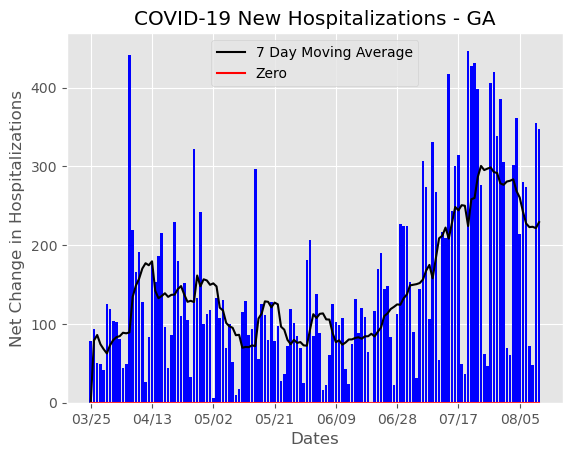 COVID-19 New Hospitalizations - GA
7 Day Moving Average
Zero
Net Change in Hospitalizations
400
300
200
100
0
03/25 04/13 05/02 05/21 06/09 06/28 07/17 08/05
Dates